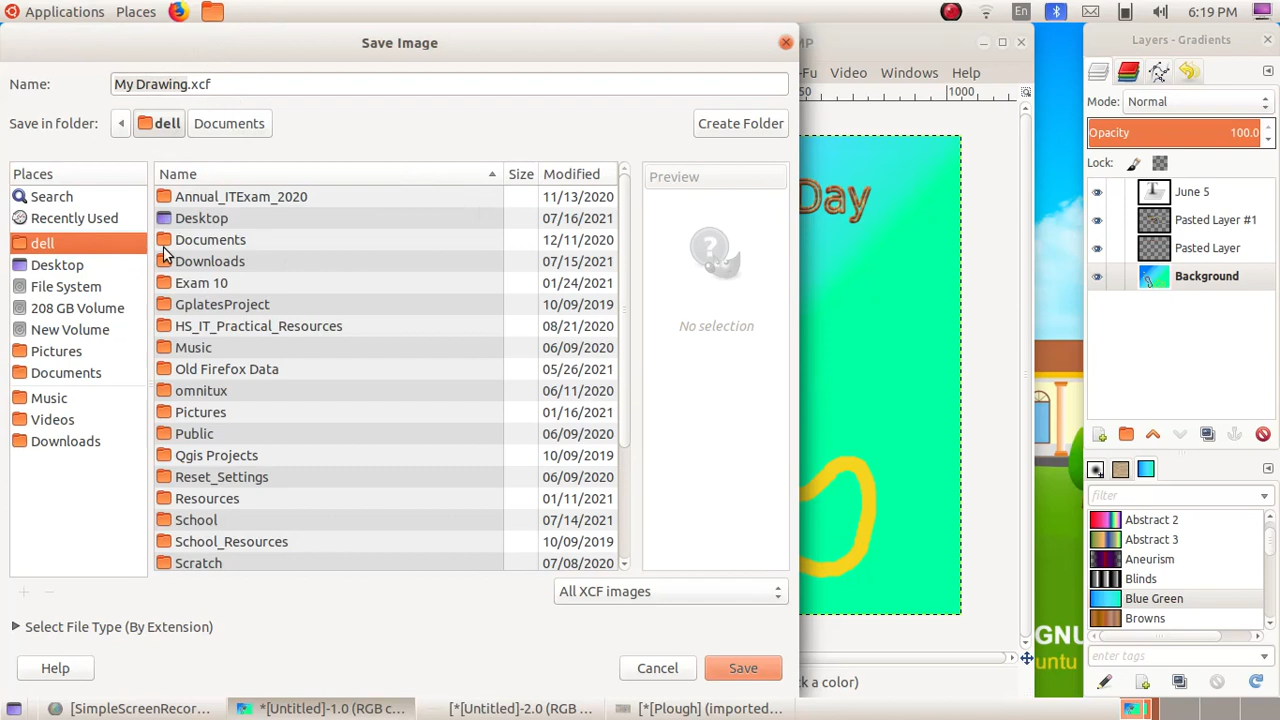 Applications Places En 6:19 PM
Save Image
Name: My Drawing.xcf
Save in folder: dell Documents Create Folder
Places
Search
Recently Used
dell
Desktop
File System
208 GB Volume
New Volume
Pictures
Documents
Music
Videos
Downloads
Name Size Modified
Annual_ITExam_2020 11/13/2020
Desktop 07/16/2021
Documents 12/11/2020
Downloads 07/15/2021
Exam 10 01/24/2021
GplatesProject 10/09/2019
HS_IT_Practical_Resources 08/21/2020
Music 06/09/2020
Old Firefox Data 05/26/2021
omnitux 06/11/2020
Pictures 01/16/2021
Public 06/09/2020
Qgis Projects 10/09/2019
Reset_Settings 06/09/2020
Resources 01/11/2021
School 07/14/2021
School_Resources 10/09/2019
Scratch 07/08/2020
Preview
No selection
All XCF images
Select File Type (By Extension)
Help Cancel Save
MP
-Fu Video Windows Help
50 1000
Day
k a color)
Layers - Gradients
Mode: Normal
Opacity 100.0
Lock:
June 5
Pasted Layer #1
Pasted Layer
Background
filter
Abstract 2
Abstract 3
Aneurism
Blinds
Blue Green
Browns
enter tags
GNU
untu
[SimpleScreenRecor... *[Untitled]-1.0 (RGB c... [*[Untitled]-2.0 (RGB ... [*[Plough] (imported...